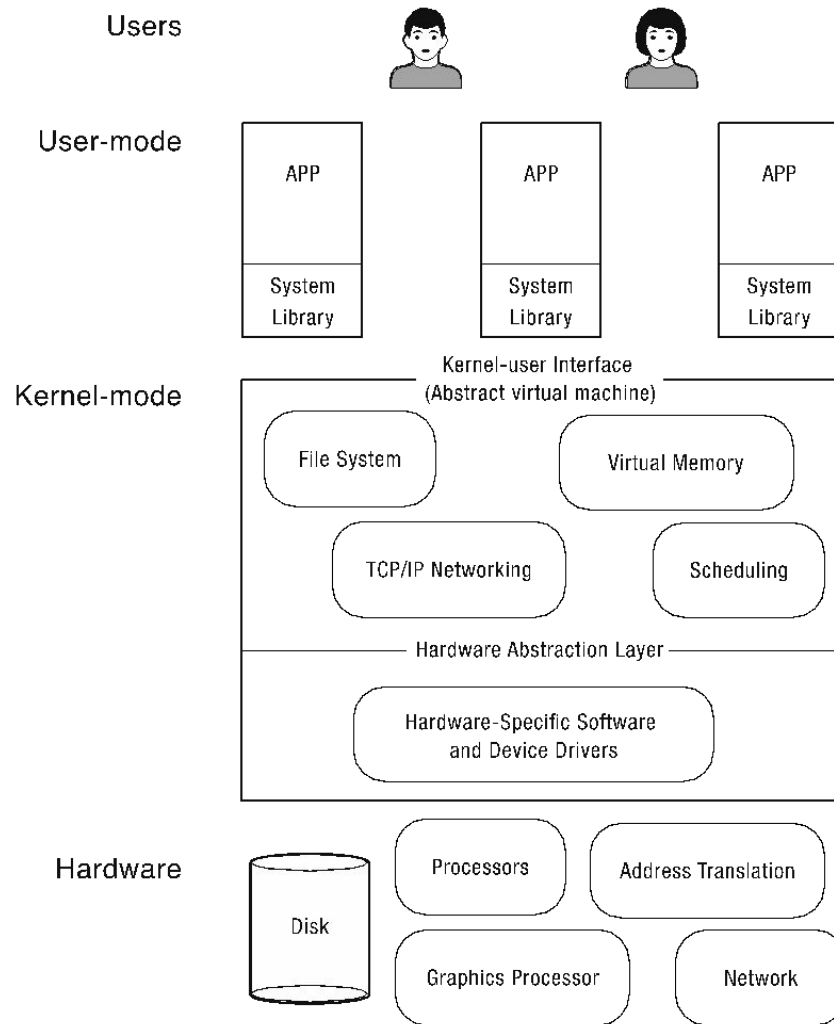 Users
User-mode
APP
APP
APP
System
Library
System
Library
System
Library
Kernel-user Interface
(Abstract virtual machine)
Kernel-mode
File System
Virtual Memory
TCP/IP Networking
Scheduling
Hardware Abstraction Layer
Hardware-Specific Software
and Device Drivers
Hardware
Processors
Address Translation
Disk
Graphics Processor
Network